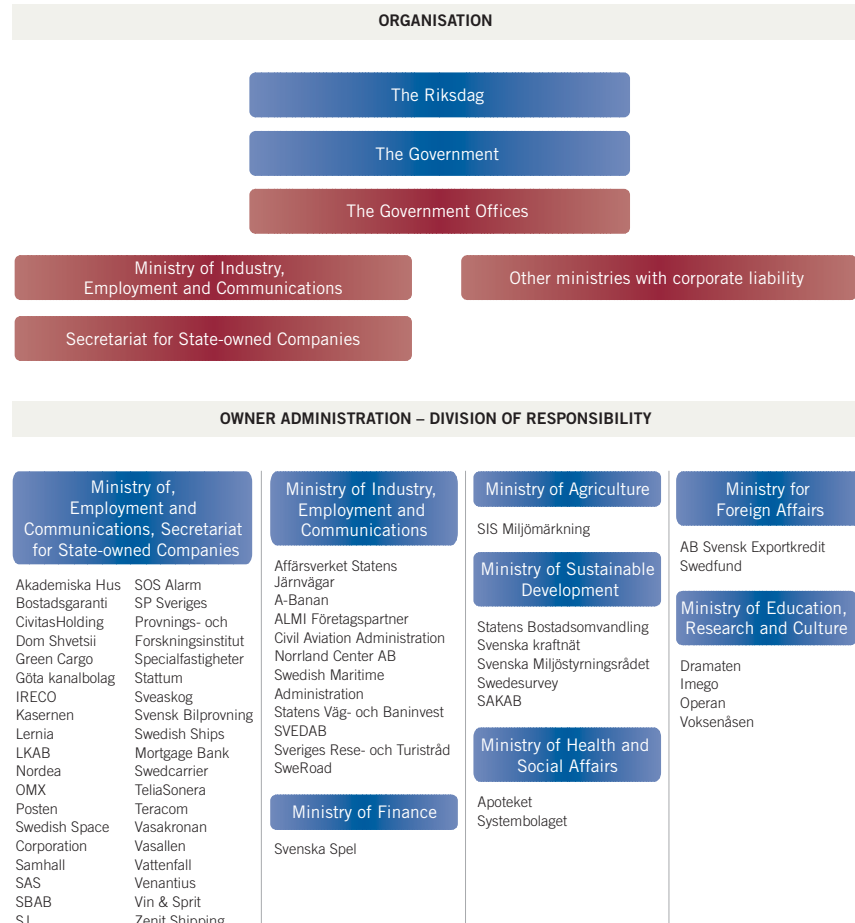 ORGANISATION
The Riksdag
The Government
The Government Offices
Ministry of Industry,
Employment and Communications
Other ministries with corporate liability
Secretariat for State-owned Companies
OWNER ADMINISTRATION – DIVISION OF RESPONSIBILITY
Ministry of,
Employment and
Communications, Secretariat
for State-owned Companies
Akademiska Hus
Bostadsgaranti
CivitasHolding
Dom Shvetsii
Green Cargo
Göta kanalbolag
IRECO
Kasernen
Lernia
LKAB
Nordea
OMX
Posten
Swedish Space
Corporation
Samhall
SAS
SBAB
SJ
SOS Alarm
SP Sveriges
Provnings- och
Forskningsinstitut
Specialfastigheter
Stattum
Sveaskog
Svensk Bilprovning
Swedish Ships
Mortgage Bank
Swedcarrier
TeliaSonera
Teracom
Vasakronan
Vasallen
Vattenfall
Venantius
Vin & Sprit
Zenit Shipping
Ministry of Industry,
Employment and
Communications
Affärsverket Statens
Järnvägar
A-Banan
ALMI Företagspartner
Civil Aviation Administration
Norrland Center AB
Swedish Maritime
Administration
Statens Väg- och Baninvest
SVEDAB
Sveriges Rese- och Turistråd
SweRoad
Ministry of Finance
Svenska Spel
Ministry of Agriculture
SIS Miljömärkning
Ministry of Sustainable
Development
Statens Bostadsomvandling
Svenska kraftnät
Svenska Miljöstyrningsrådet
Swedesurvey
SAKAB
Ministry of Health and
Social Affairs
Apoteket
Systembolaget
Ministry for
Foreign Affairs
AB Svensk Exportkredit
Swedfund
Ministry of Education,
Research and Culture
Dramaten
Imego
Operan
Voksenåsen